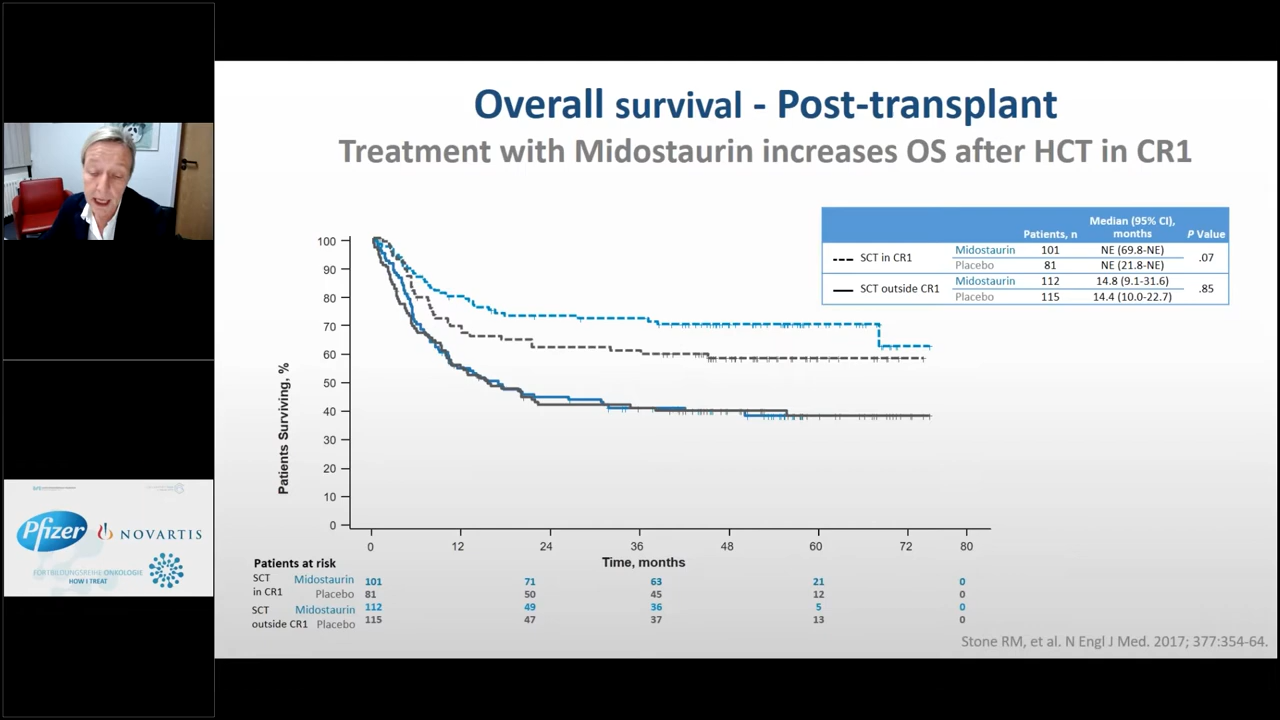 Overall survival - Post-transplant
Treatment with Midostaurin increases OS after HCT in CR1
Patients, n
Median (95% CI), months
P Value
SCT in CR1
Midostaurin 101 NE (69.8-NE)
Placebo 81 NE (21.8-NE)
.07
SCT outside CR1
Midostaurin 112 14.8 (9.1-31.6)
Placebo 115 14.4 (10.0-22.7)
.85
Patients Surviving, %
100
90
80
70
60
50
40
30
20
10
0
0 12 24 36 48 60 72 80
Time, months
Patients at risk
SCT in CR1
Midostaurin 101 71 63 21 0
Placebo 81 50 45 12 0
SCT outside CR1
Midostaurin 112 49 36 5 0
Placebo 115 47 37 13 0
Stone RM, et al. N Engl J Med. 2017; 377:354-64.
Pfizer
NOVARTIS
FORTBILDUNGSREIHE ONKOLOGIE
HOW I TREAT